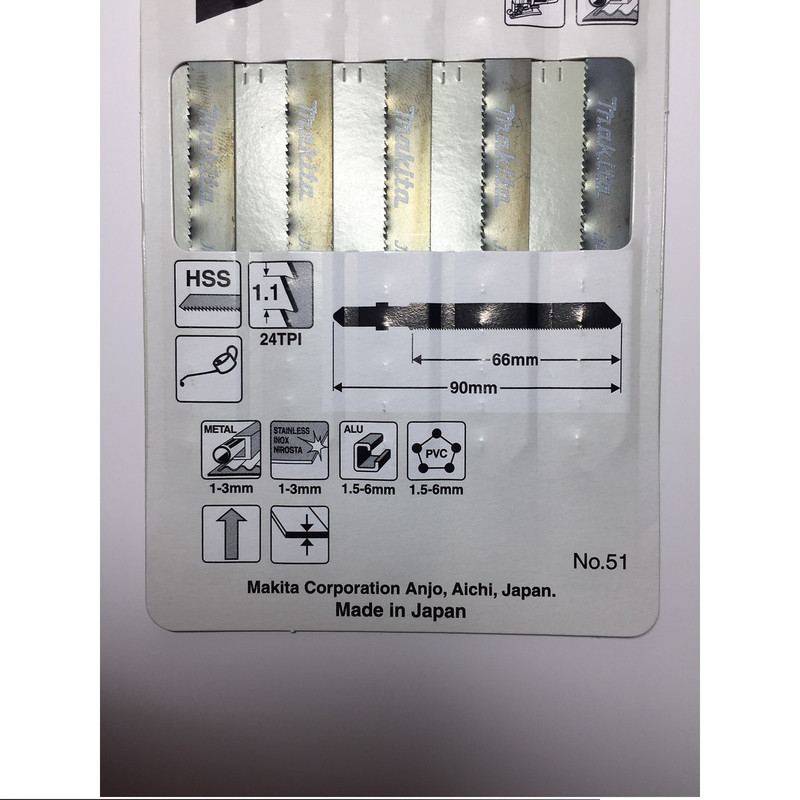 Makita Makita Makita Makita Makita
HSS
1.1
24TPI
66mm
90mm
METAL
1-3mm
STAINLESS
INOX
NIROSTA
1-3mm
ALU
1.5-6mm
PVC
1.5-6mm
No.51
Makita Corporation Anjo, Aichi, Japan.
Made in Japan